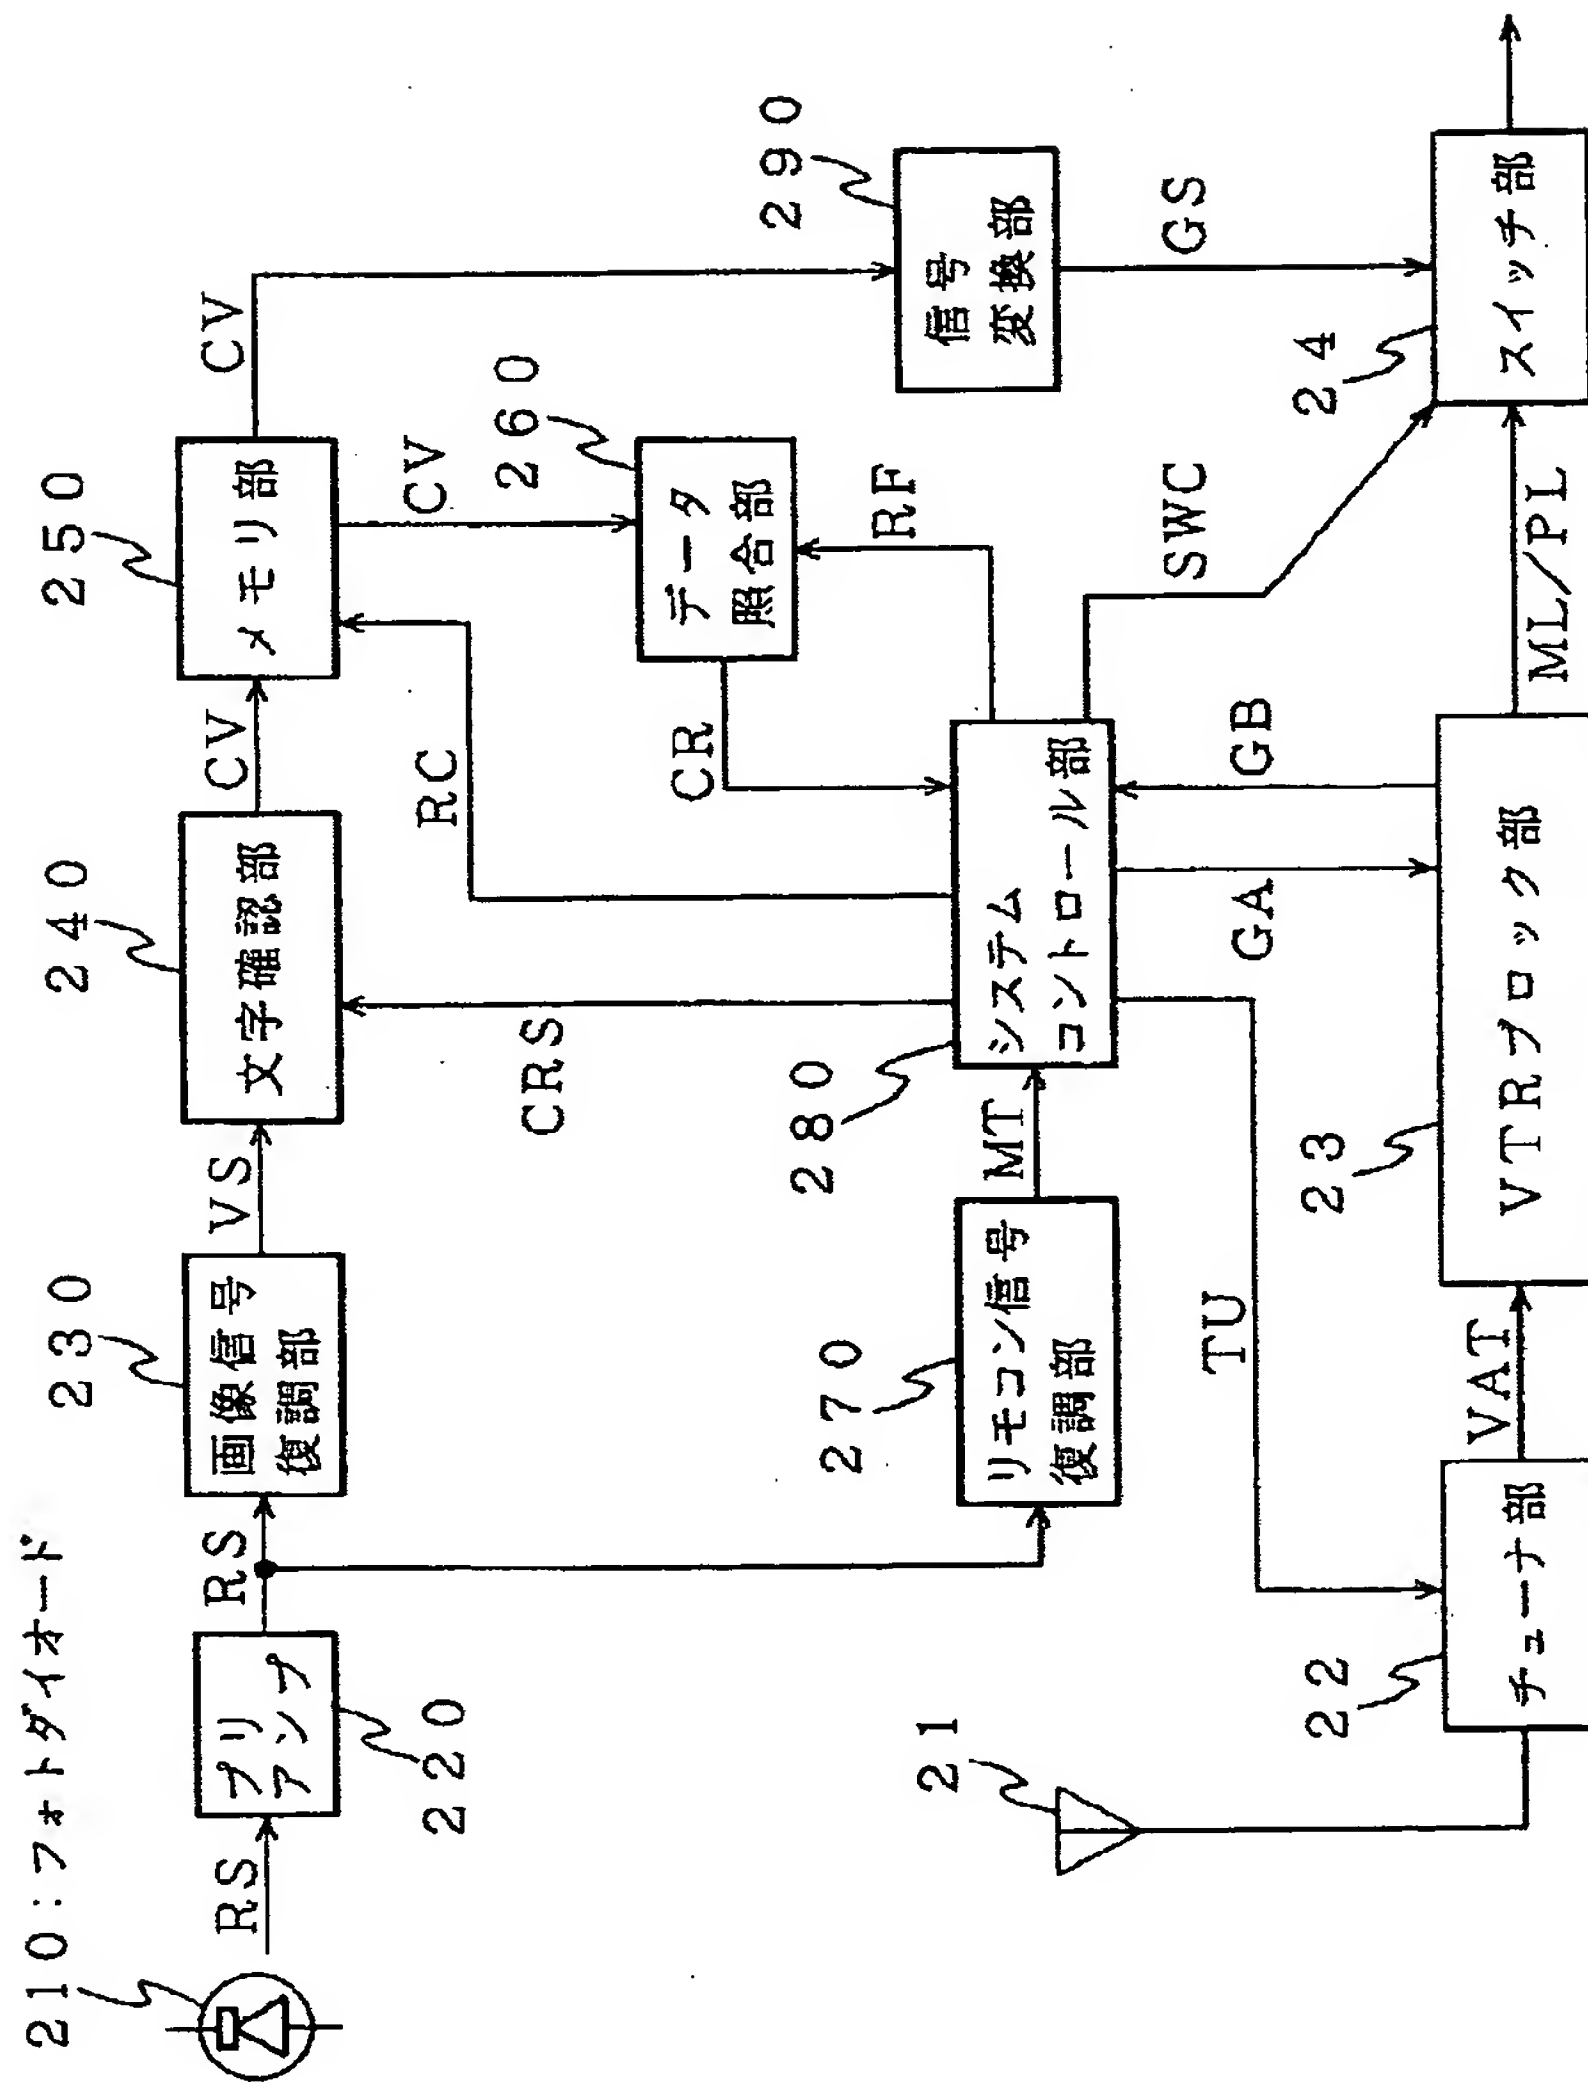 210:フォトダイオード
RS
プリ
アンプ
220
RS
230
画像信号
復調部
VS
240
文字確認部
CV
250
メモリ部
CV
CV
260
データ
照合部
RC
CRS
CR
RF
290
信号
変換部
GS
270
リモコン信号
復調部
MT
280
システム
コントロール部
SWC
TU
GA
GB
21
22
チューナ部
VAT
23
VTRブロック部
ML/PL
24
スイッチ部